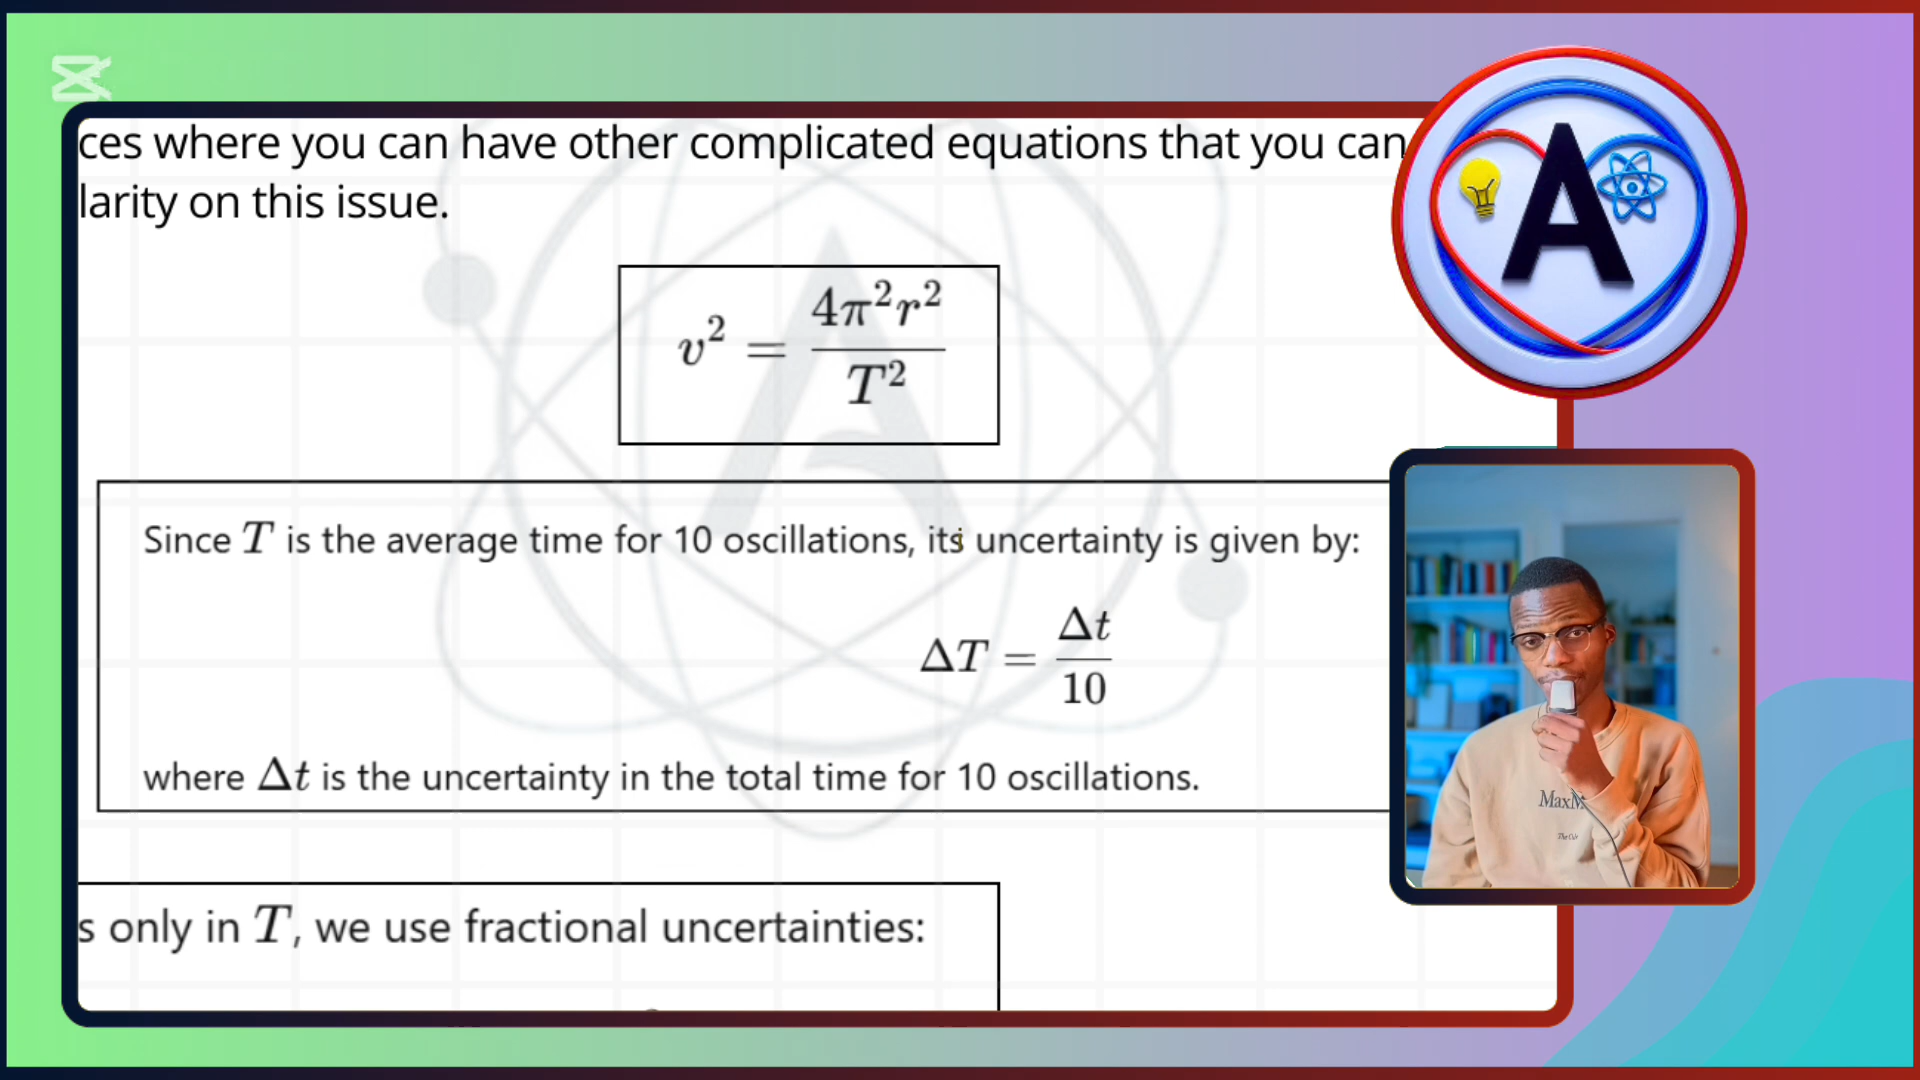 ces where you can have other complicated equations that you can
larity on this issue.
v² = 4π²r² / T²
Since T is the average time for 10 oscillations, its uncertainty is given by:
ΔT = Δt / 10
where Δt is the uncertainty in the total time for 10 oscillations.
s only in T, we use fractional uncertainties:
A
MaxM